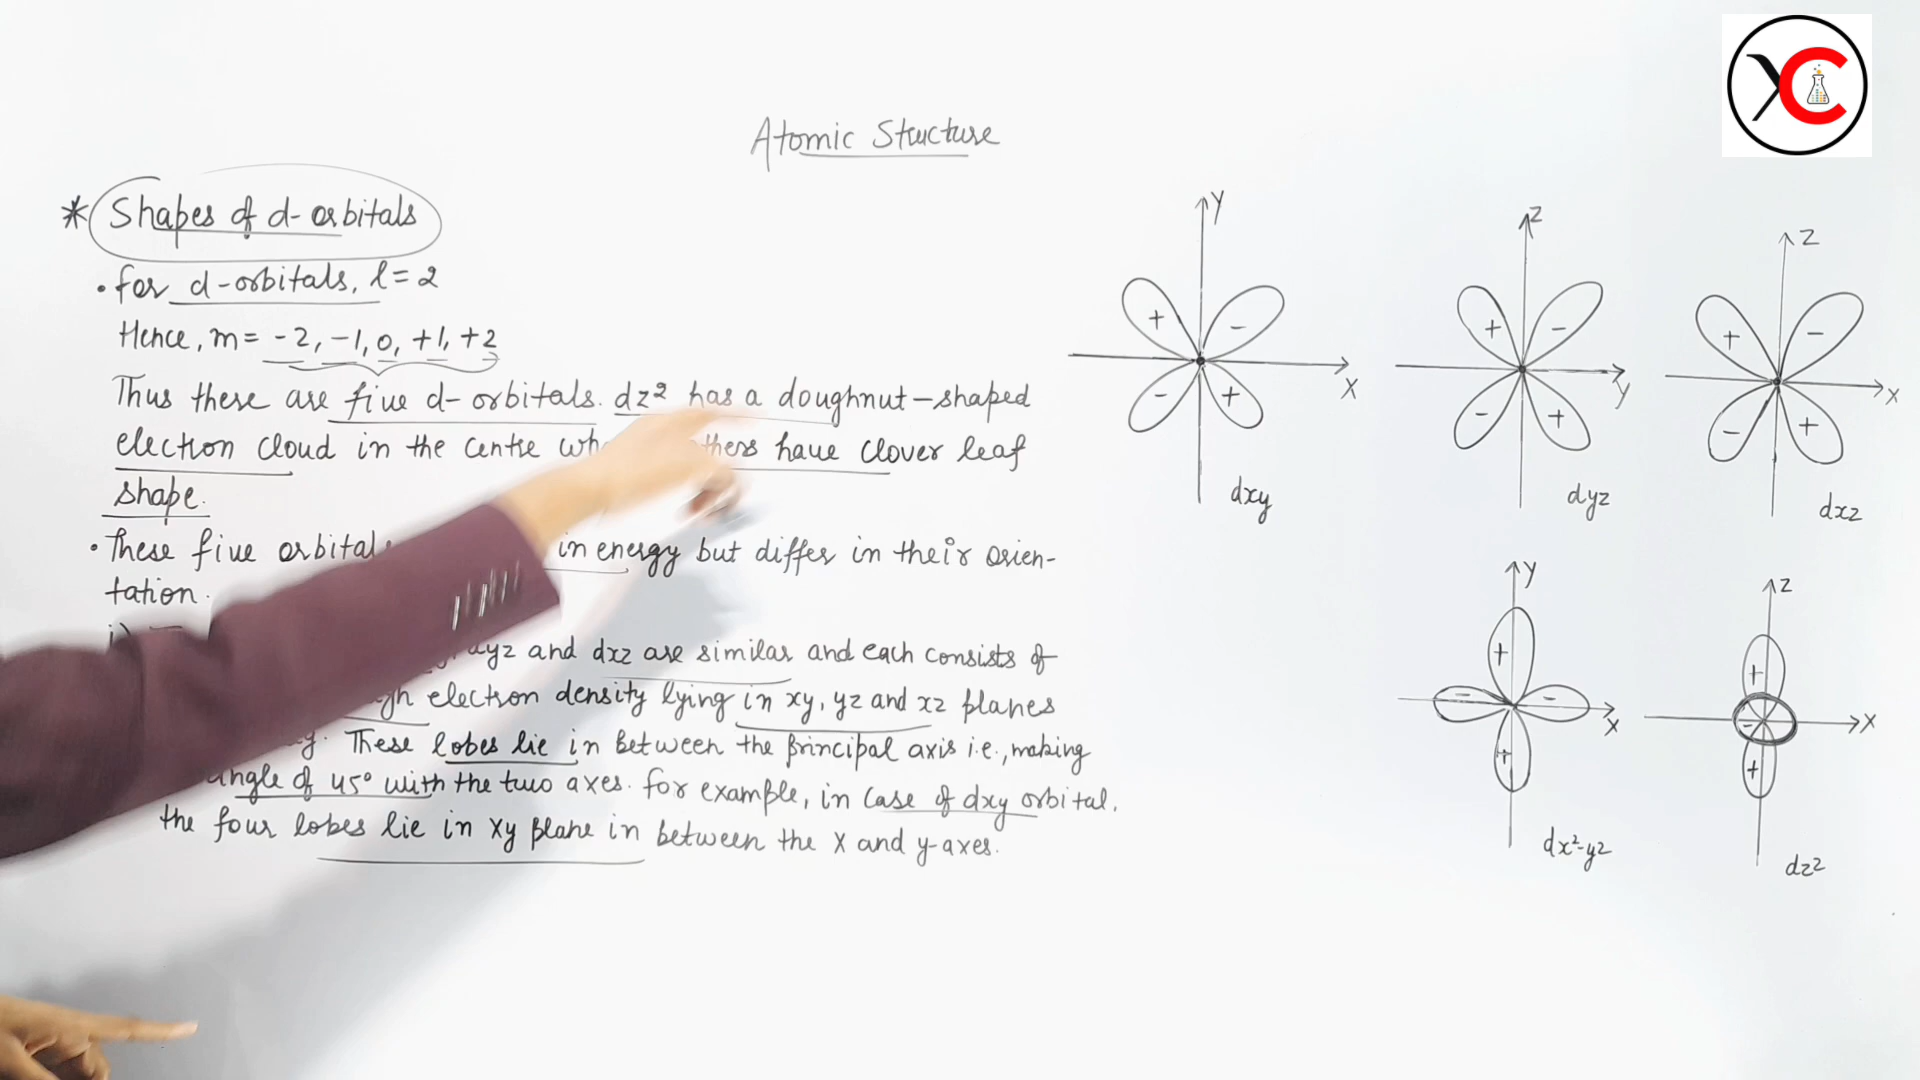 Atomic Structure
* Shapes of d-orbitals
• for d-orbitals, l=2
Hence, m= -2, -1, 0, +1, +2
Thus there are five d-orbitals. dz² has a doughnut-shaped
election cloud in the centre have clover leaf
shape.
• These five in energy but differ in their orien-
tation.
i)
dyz and dxz are similar and each consists of
electron density lying in xy, yz and xz planes
These lobes lie in between the principal axis i.e., making
angle of 45° with the two axes. for example, in case of dxy orbital,
the four lobes lie in xy plane in between the x and y-axes.
Y
+ -
- +
X
dxy
Z
+ -
- +
Y
dyz
Z
+ -
- +
X
dxz
Y
+
- -
+
X
dx²-y2
Z
+
-
+
X
dz²
XC